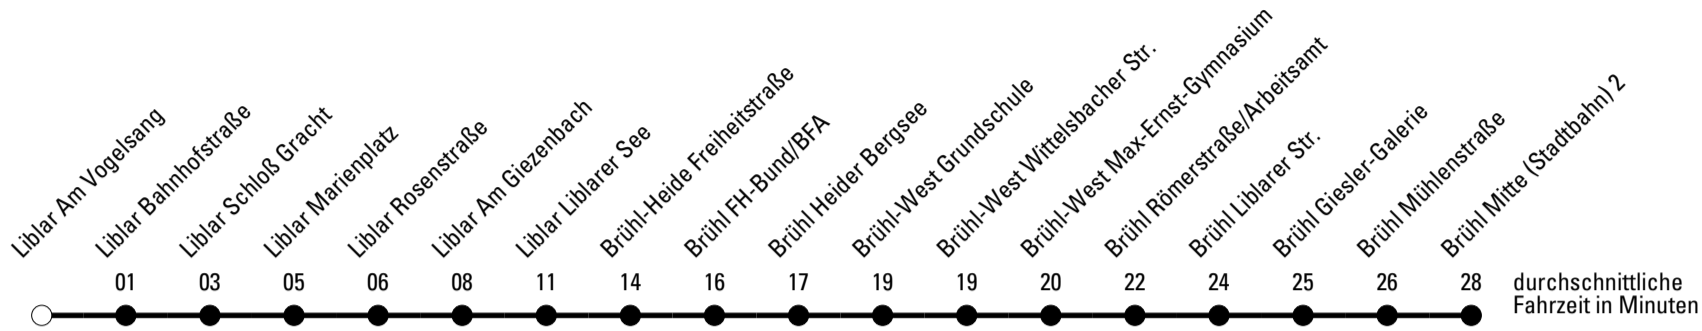 Liblar Am Vogelsang
Liblar Bahnhofstraße
Liblar Schloß Gracht
Liblar Marienplatz
Liblar Rosenstraße
Liblar Am Giezenbach
Liblar Liblarer See
Brühl-Heide Freiheitstraße
Brühl FH-Bund/BFA
Brühl Heider Bergsee
Brühl-West Grundschule
Brühl-West Wittelsbacher Str.
Brühl-West Max-Ernst-Gymnasium
Brühl Römerstraße/Arbeitsamt
Brühl Liblarer Str.
Brühl Giesler-Galerie
Brühl Mühlenstraße
Brühl Mitte (Stadtbahn) 2
01 03 05 06 08 11 14 16 17 19 19 20 22 24 25 26 28
durchschnittliche
Fahrzeit in Minuten